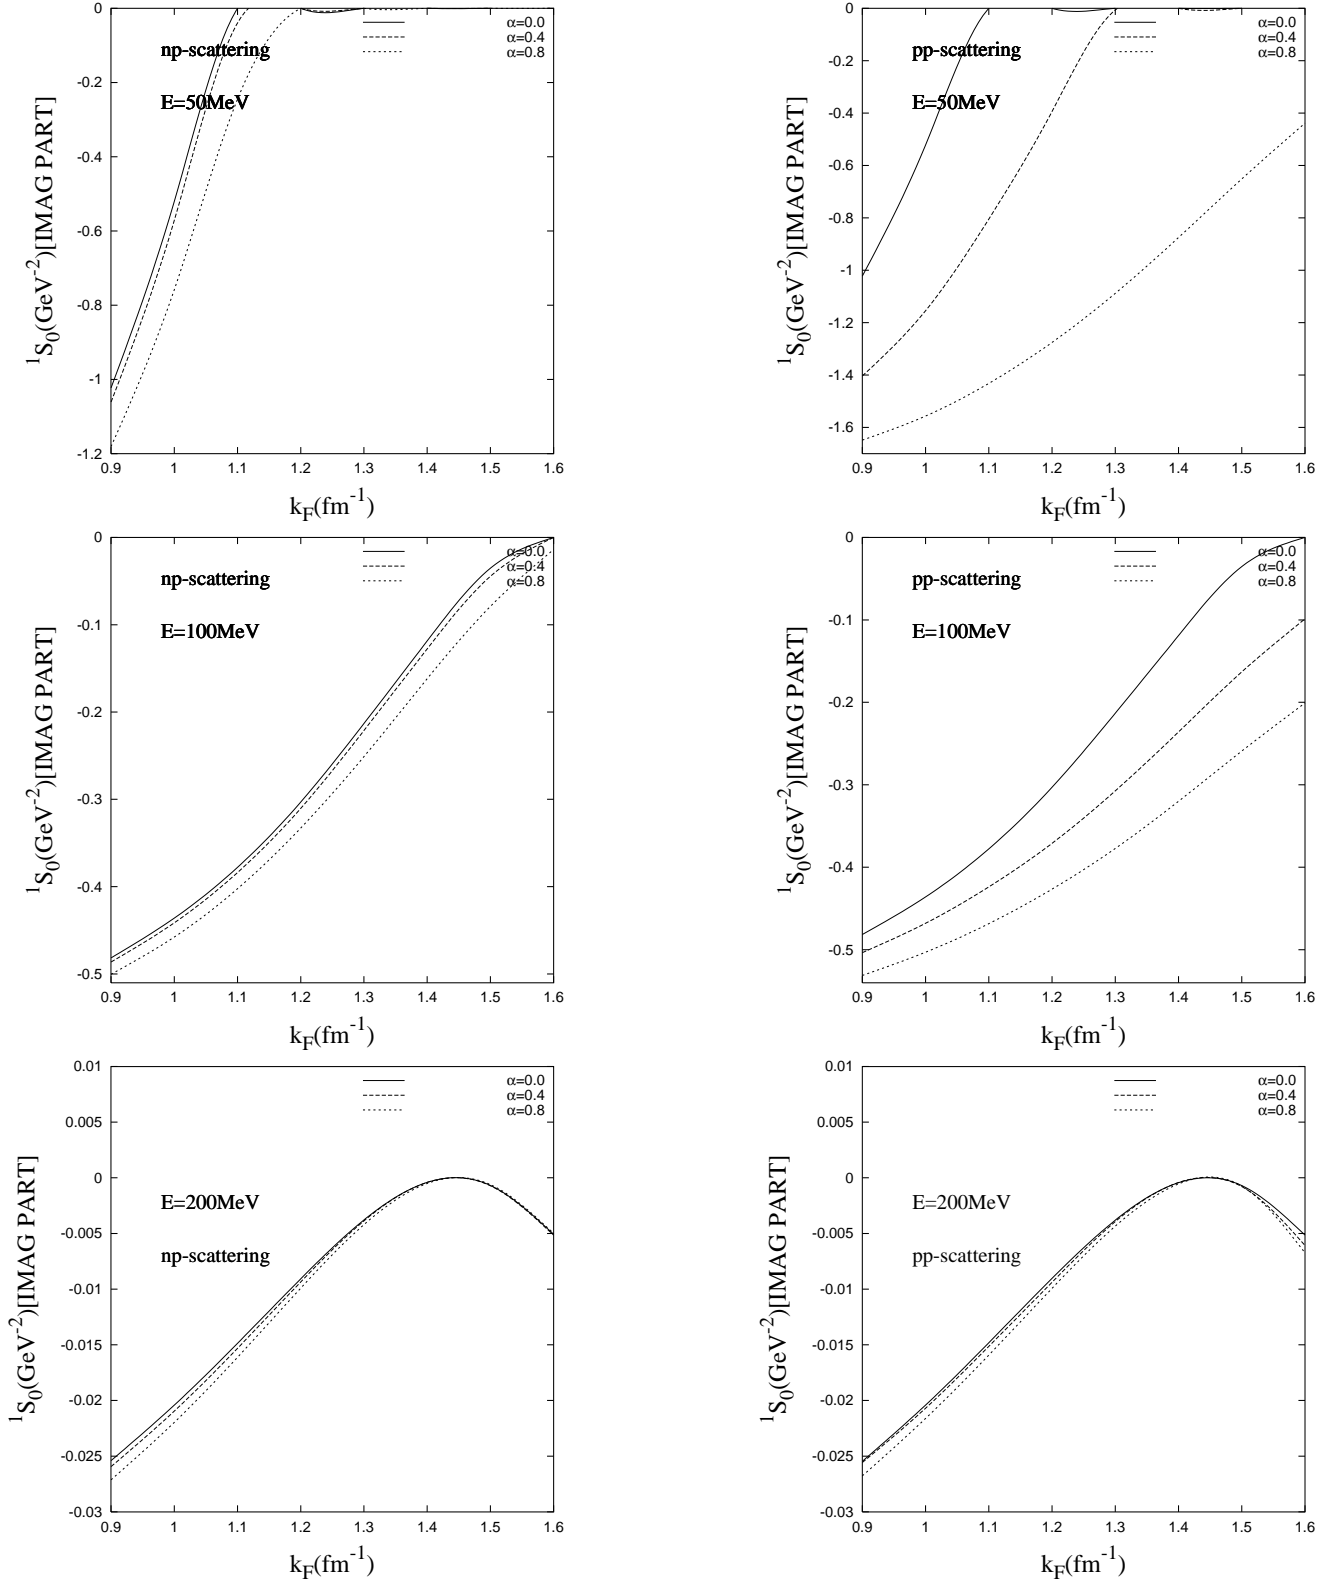 0
-0.2
-0.4
-0.6
-0.8
-1
-1.2
0.9 1 1.1 1.2 1.3 1.4 1.5 1.6
^1S_0(GeV^-2)[IMAG PART]
k_F(fm^-1)
np-scattering
E=50MeV
α=0.0
α=0.4
α=0.8
0
-0.2
-0.4
-0.6
-0.8
-1
-1.2
-1.4
-1.6
0.9 1 1.1 1.2 1.3 1.4 1.5 1.6
^1S_0(GeV^-2)[IMAG PART]
k_F(fm^-1)
pp-scattering
E=50MeV
α=0.0
α=0.4
α=0.8
0
-0.1
-0.2
-0.3
-0.4
-0.5
0.9 1 1.1 1.2 1.3 1.4 1.5 1.6
^1S_0(GeV^-2)[IMAG PART]
k_F(fm^-1)
np-scattering
E=100MeV
α=0.0
α=0.4
α=0.8
0
-0.1
-0.2
-0.3
-0.4
-0.5
0.9 1 1.1 1.2 1.3 1.4 1.5 1.6
^1S_0(GeV^-2)[IMAG PART]
k_F(fm^-1)
pp-scattering
E=100MeV
α=0.0
α=0.4
α=0.8
0.01
0.005
0
-0.005
-0.01
-0.015
-0.02
-0.025
-0.03
0.9 1 1.1 1.2 1.3 1.4 1.5 1.6
^1S_0(GeV^-2)[IMAG PART]
k_F(fm^-1)
E=200MeV
np-scattering
α=0.0
α=0.4
α=0.8
0.01
0.005
0
-0.005
-0.01
-0.015
-0.02
-0.025
-0.03
0.9 1 1.1 1.2 1.3 1.4 1.5 1.6
^1S_0(GeV^-2)[IMAG PART]
k_F(fm^-1)
E=200MeV
pp-scattering
α=0.0
α=0.4
α=0.8